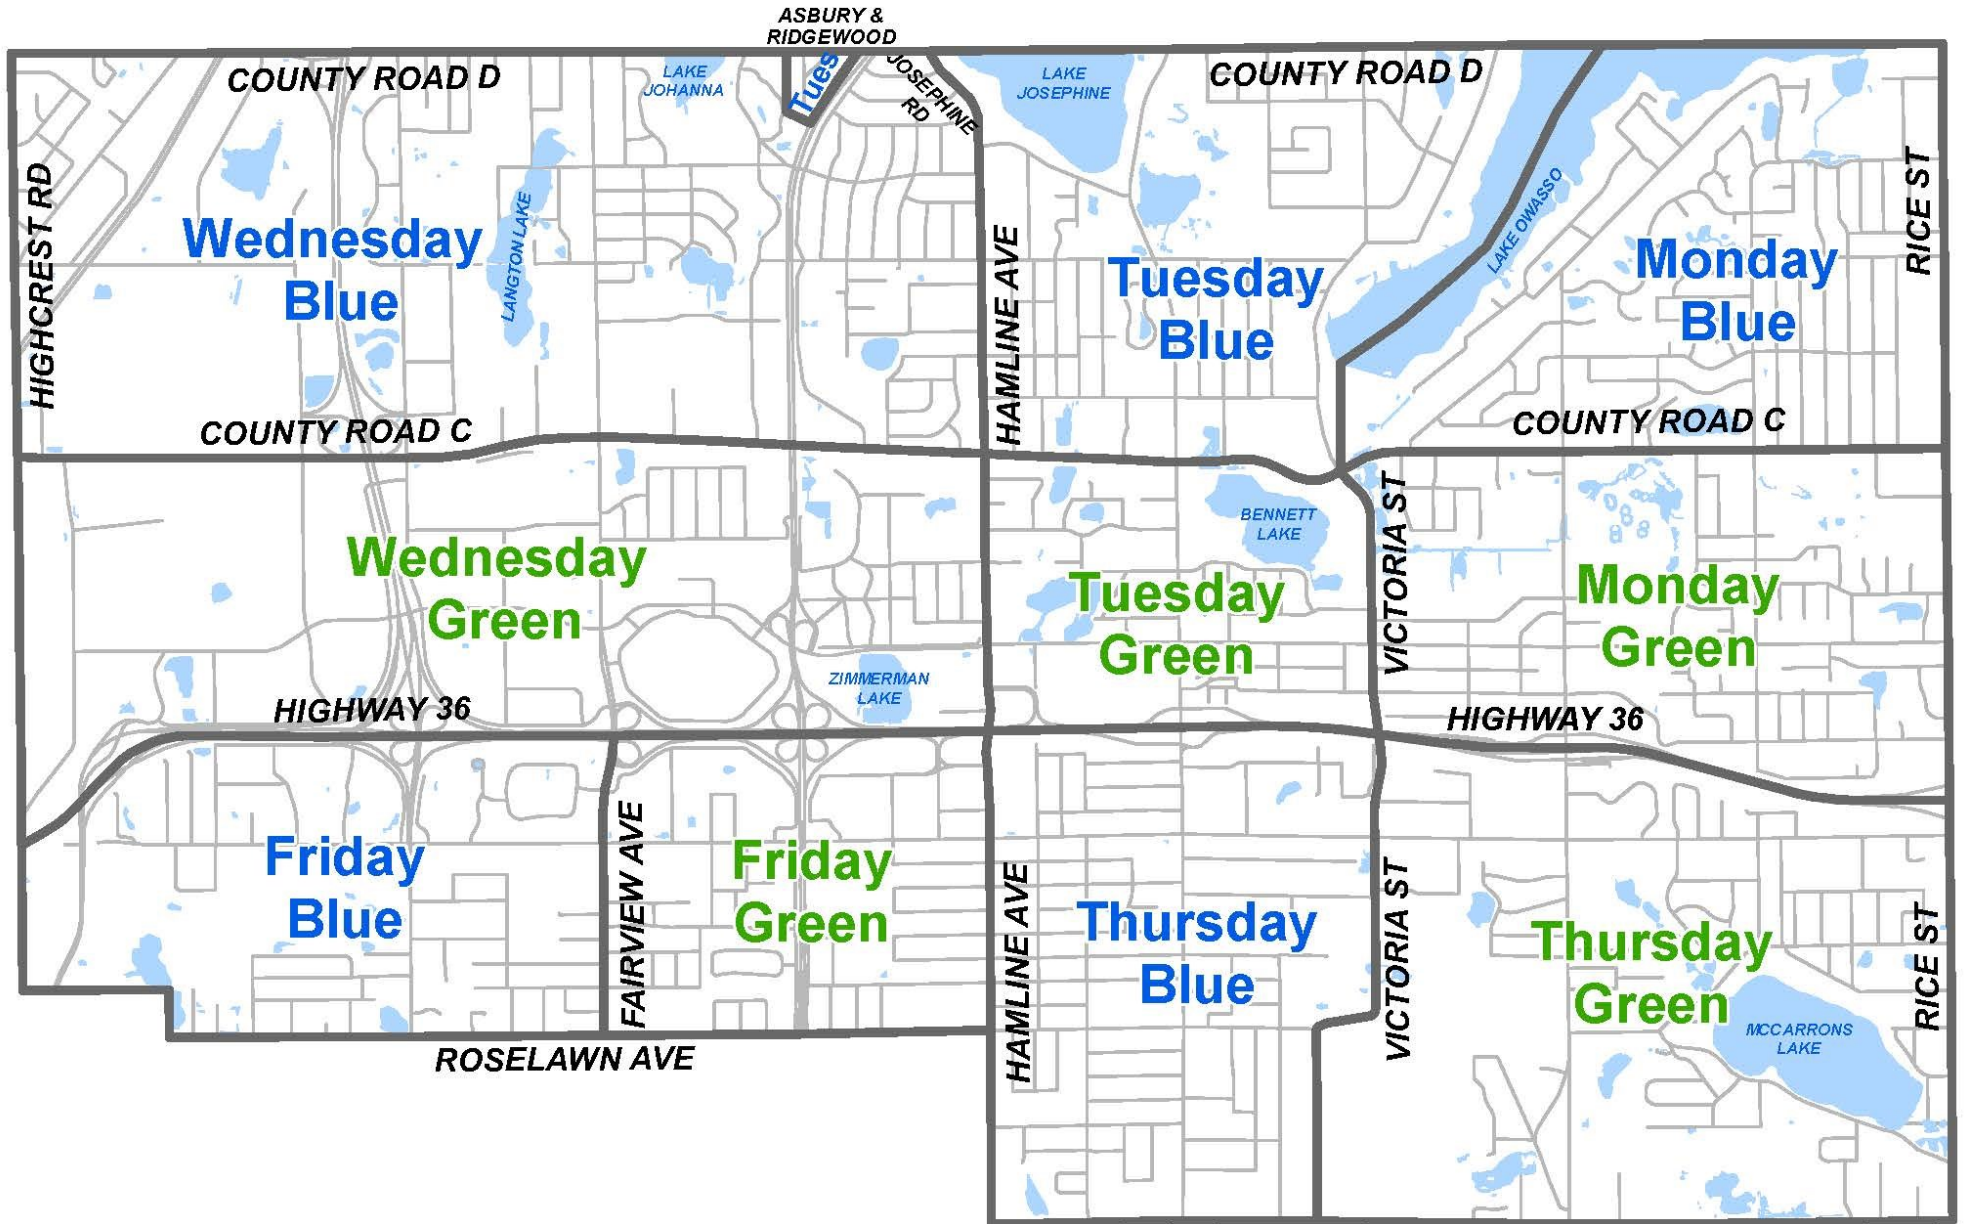 ASBURY &
RIDGEWOOD
COUNTY ROAD D
LAKE
JOHANNA
Tues
JOSEPHINE
RD
LAKE
JOSEPHINE
COUNTY ROAD D
HIGHCREST RD
Wednesday
Blue
LANGTON LAKE
HAMLINE AVE
Tuesday
Blue
LAKE OWASSO
Monday
Blue
RICE ST
COUNTY ROAD C
COUNTY ROAD C
Wednesday
Green
BENNETT
LAKE
Tuesday
Green
VICTORIA ST
Monday
Green
ZIMMERMAN
LAKE
HIGHWAY 36
HIGHWAY 36
Friday
Blue
FAIRVIEW AVE
Friday
Green
HAMLINE AVE
Thursday
Blue
VICTORIA ST
Thursday
Green
RICE ST
MCCARRONS
LAKE
ROSELAWN AVE